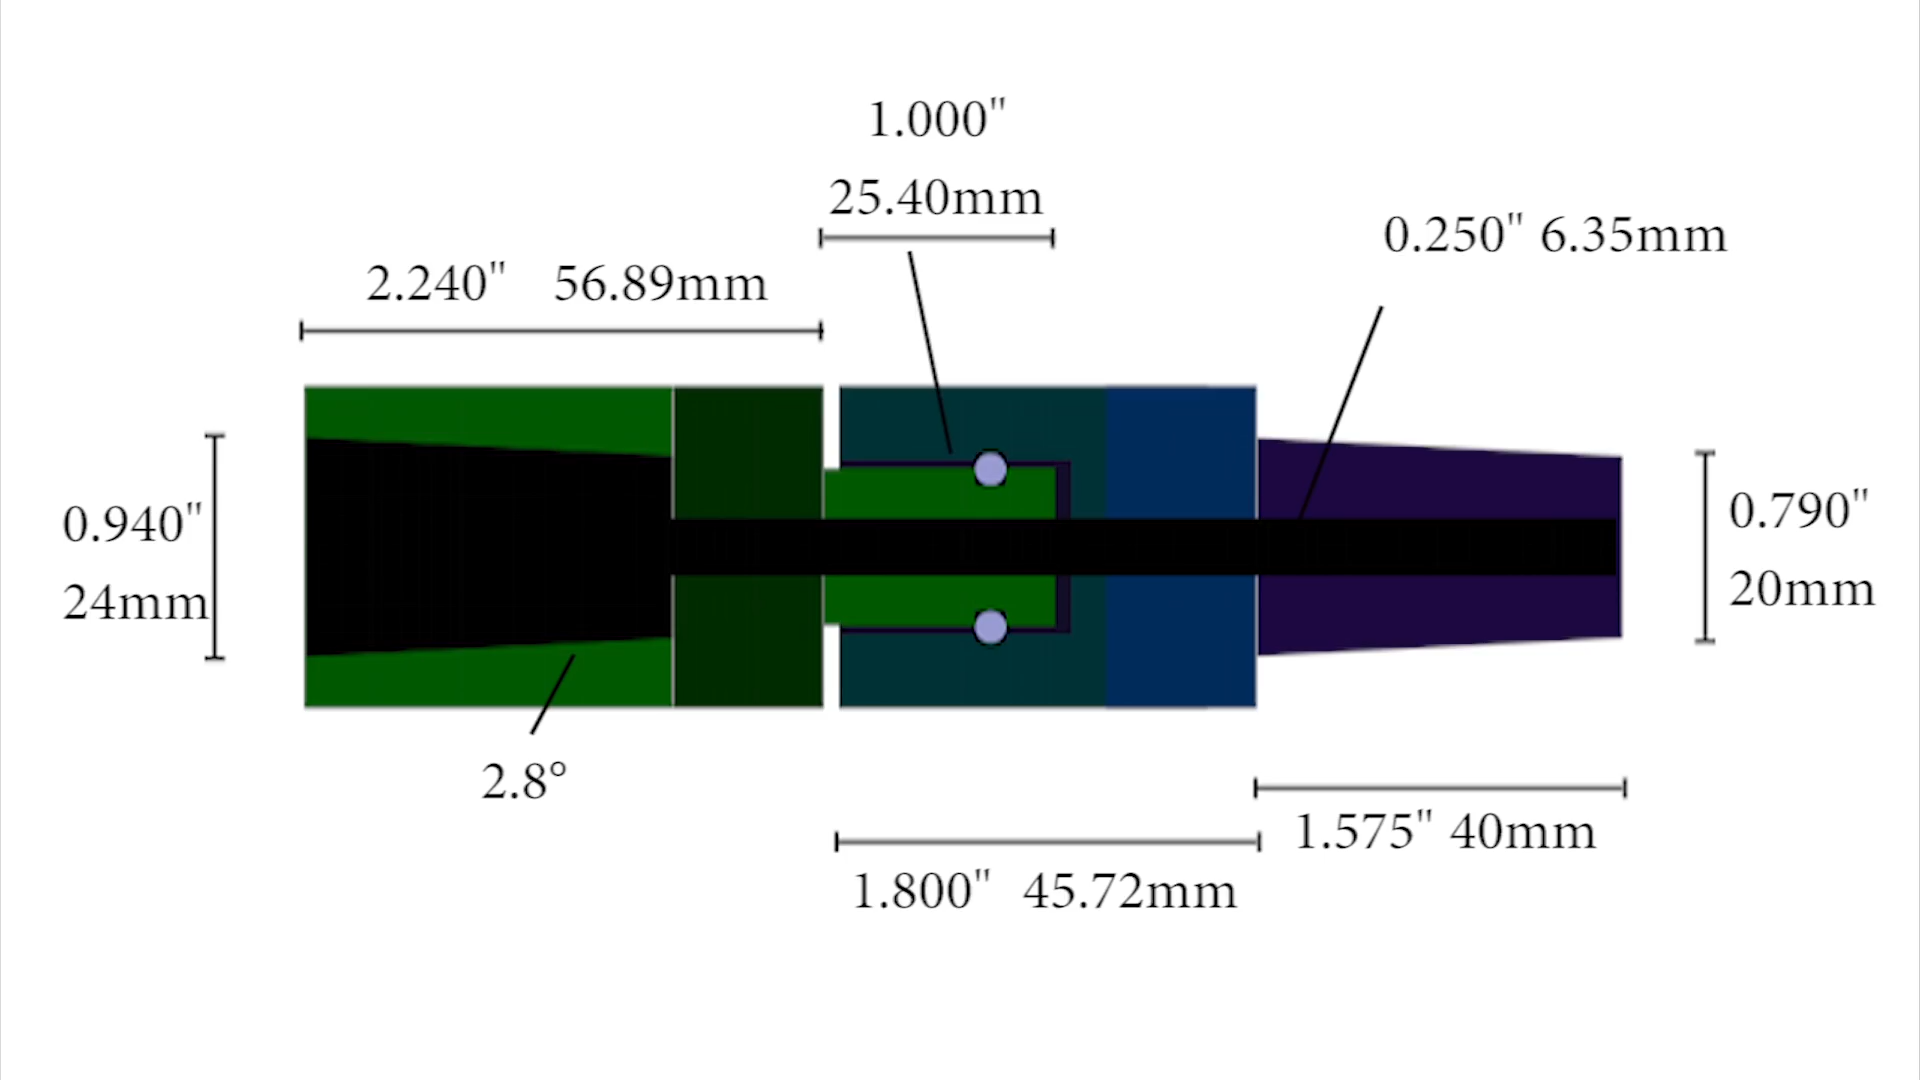 1.000"
25.40mm
0.250" 6.35mm
2.240" 56.89mm
0.940"
24mm
0.790"
20mm
2.8°
1.575" 40mm
1.800" 45.72mm